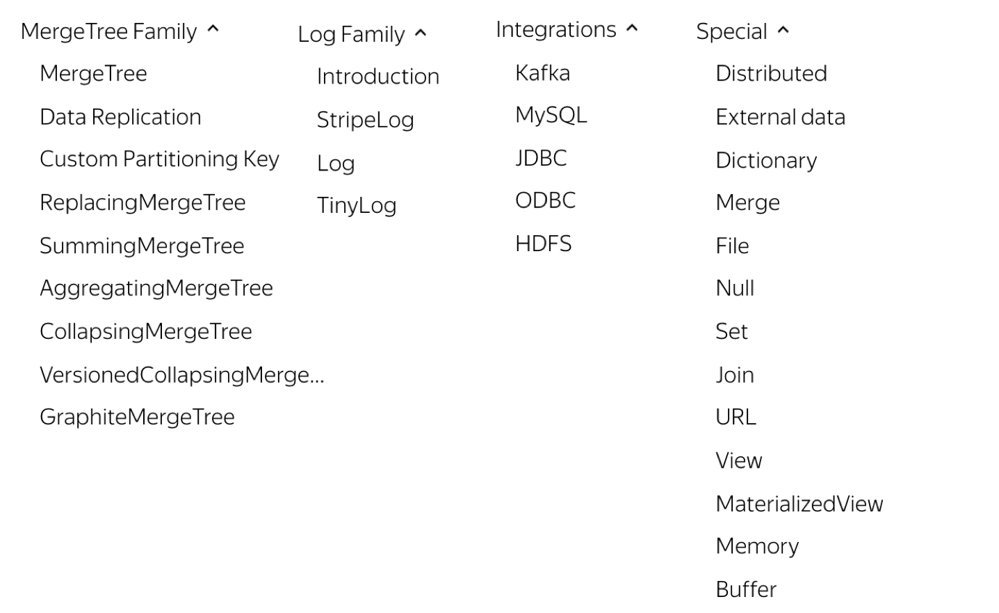 MergeTree Family
MergeTree
Data Replication
Custom Partitioning Key
ReplacingMergeTree
SummingMergeTree
AggregatingMergeTree
CollapsingMergeTree
VersionedCollapsingMerge...
GraphiteMergeTree
Log Family
Introduction
StripeLog
Log
TinyLog
Integrations
Kafka
MySQL
JDBC
ODBC
HDFS
Special
Distributed
External data
Dictionary
Merge
File
Null
Set
Join
URL
View
MaterializedView
Memory
Buffer